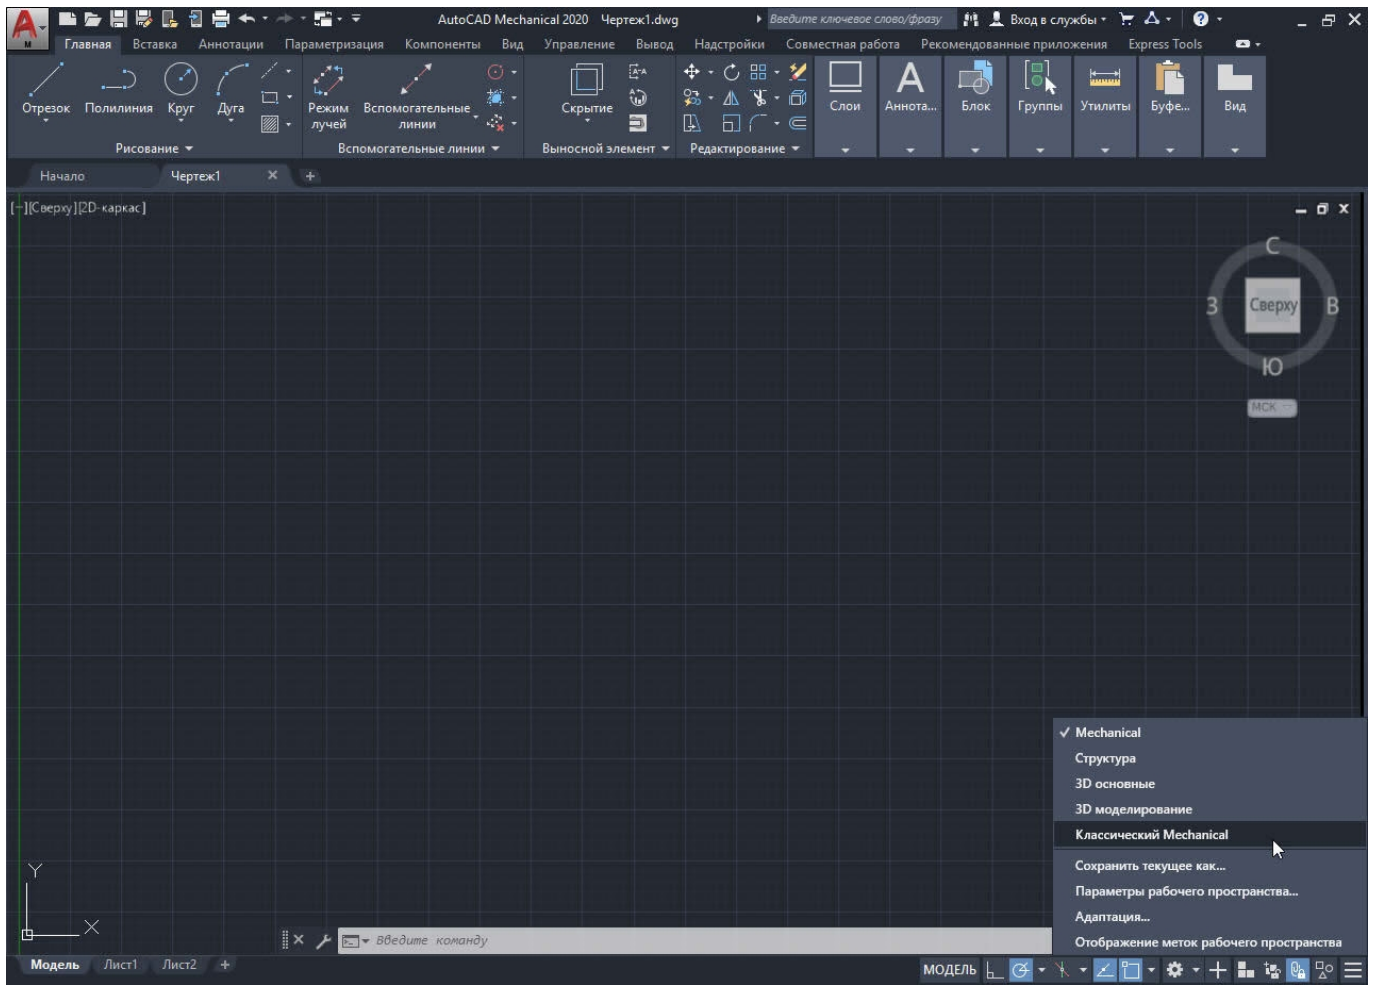 AutoCAD Mechanical 2020 Чертеж1.dwg Введите ключевое слово/фразу Вход в службы
M Главная Вставка Аннотации Параметризация Компоненты Вид Управление Вывод Надстройки Совместная работа Рекомендованные приложения Express Tools
Отрезок Полилиния Круг Дуга Режим лучей Вспомогательные линии Скрытие Слои Аннота... Блок Группы Утилиты Буфе... Вид
Рисование Вспомогательные линии Выносной элемент Редактирование
Начало Чертеж1
[−][Сверху][2D-каркас]
С
З Сверху В
Ю
МСК
Mechanical
Структура
3D основные
3D моделирование
Классический Mechanical
Сохранить текущее как...
Параметры рабочего пространства...
Адаптация...
Отображение меток рабочего пространства
Y
X
Введите команду
Модель Лист1 Лист2 + МОДЕЛЬ